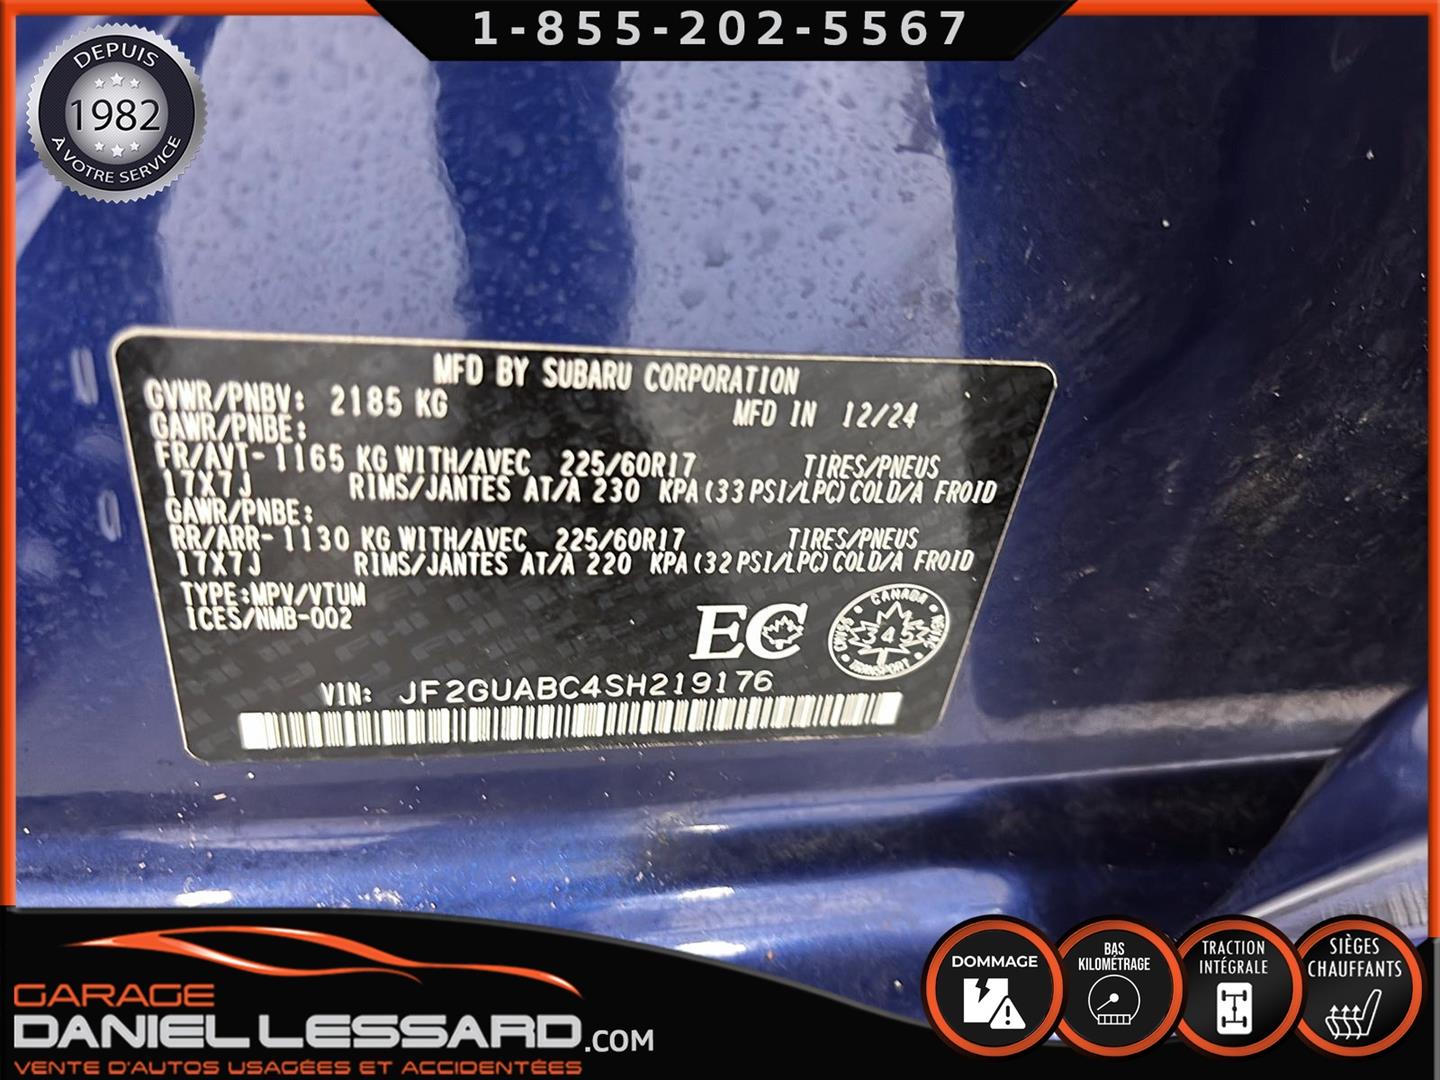 1-855-202-5567
DEPUIS
1982
À VOTRE SERVICE
MFD BY SUBARU CORPORATION
GVWR/PNBV: 2185 KG MFD IN 12/24
GAWR/PNBE:
FR/AVT-1165 KG WITH/AVEC 225/60R17 TIRES/PNEUS
17X7J RIMS/JANTES AT/A 230 KPA(33PSI/LPC)COLD/A FROID
GAWR/PNBE:
RR/ARR-1130 KG WITH/AVEC 225/60R17 TIRES/PNEUS
17X7J RIMS/JANTES AT/A 220 KPA(32PSI/LPC)COLD/A FROID
TYPE:MPV/VTUM
ICES/NMB-002
EC
CANADA
345
TRANSPORT
VIN: JF2GUABC4SH219176
GARAGE
DANIEL LESSARD.COM
VENTE D'AUTOS USAGÉES ET ACCIDENTÉES
DOMMAGE
BAS
KILOMÉTRAGE
TRACTION
INTÉGRALE
SIÈGES
CHAUFFANTS